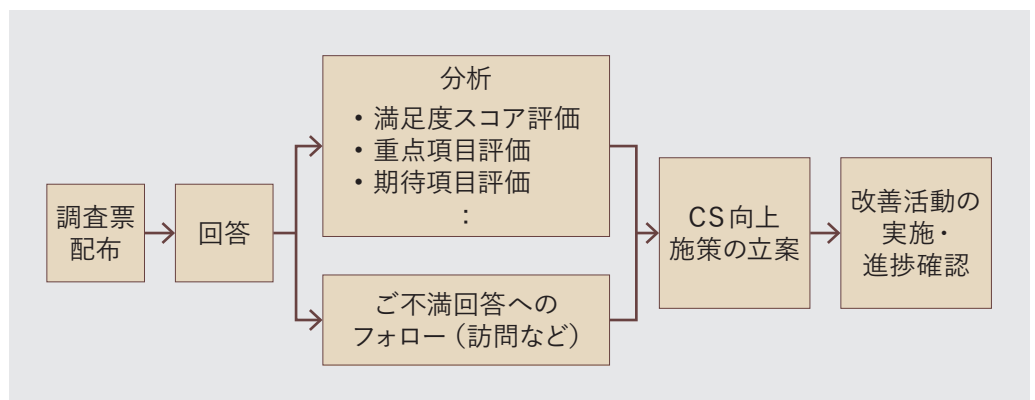 調査票
配布
回答
分析
・満足度スコア評価
・重点項目評価
・期待項目評価
：
ご不満回答への
フォロー（訪問など）
CS向上
施策の立案
改善活動の
実施・
進捗確認